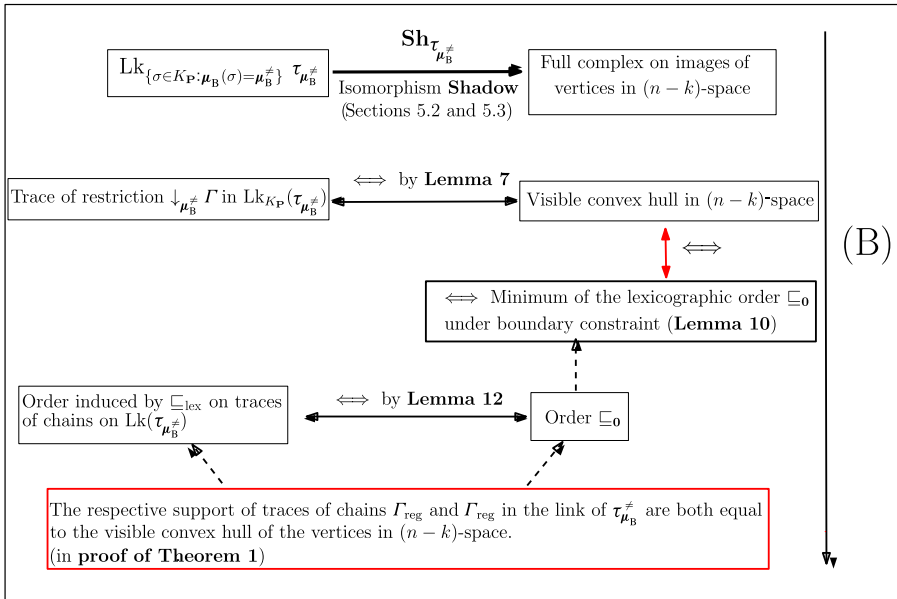 Sh_{τ_{μ_B^≠}}
Lk_{{σ∈K_P:μ_B(σ)=μ_B^≠}} τ_{μ_B^≠}
Full complex on images of
vertices in (n − k)-space
Isomorphism Shadow
(Sections 5.2 and 5.3)
⟺ by Lemma 7
Trace of restriction ↓_{μ_B^≠} Γ in Lk_{K_P}(τ_{μ_B^≠})
Visible convex hull in (n − k)-space
⟺
(B)
⟺ Minimum of the lexicographic order ⊑_0
under boundary constraint (Lemma 10)
Order induced by ⊑_lex on traces
of chains on Lk(τ_{μ_B^≠})
⟺ by Lemma 12
Order ⊑_0
The respective support of traces of chains Γ_reg and Γ_reg in the link of τ_{μ_B}^≠ are both equal
to the visible convex hull of the vertices in (n − k)-space.
(in proof of Theorem 1)